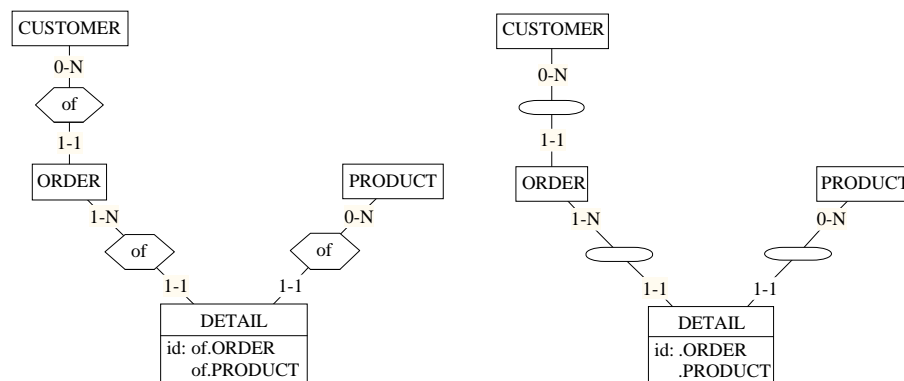 CUSTOMER
0-N
of
1-1
ORDER
PRODUCT
1-N
0-N
of
of
1-1
1-1
DETAIL
id: of.ORDER
of.PRODUCT
CUSTOMER
0-N
1-1
ORDER
PRODUCT
1-N
0-N
1-1
1-1
DETAIL
id: .ORDER
.PRODUCT